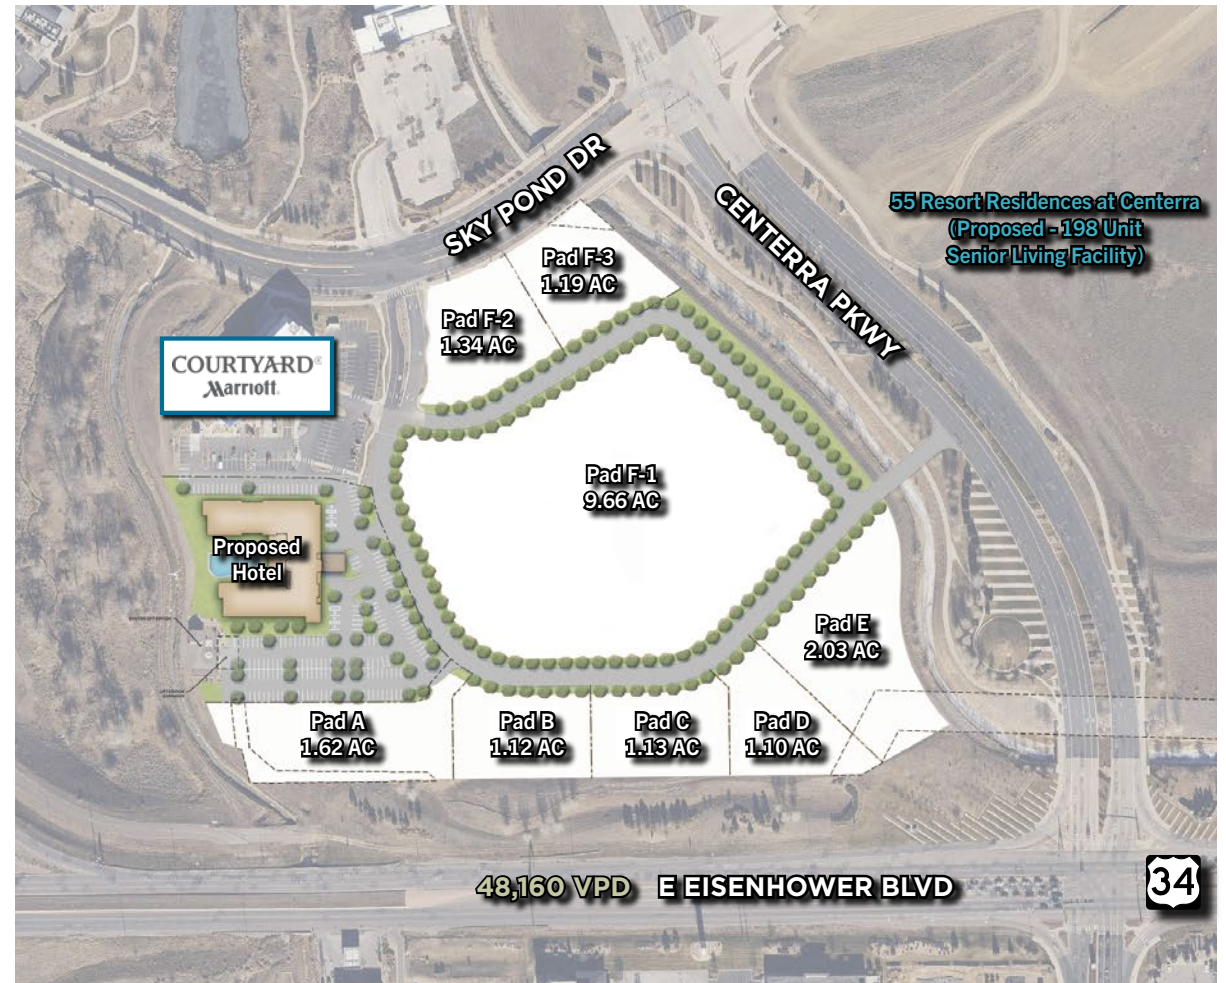 SKY POND DR
CENTERRA PKWY
55 Resort Residences at Centerra
(Proposed - 198 Unit
Senior Living Facility)
Pad F-3
1.19 AC
Pad F-2
1.34 AC
COURTYARD®
Marriott.
Pad F-1
9.66 AC
Proposed
Hotel
Pad E
2.03 AC
Pad A
1.62 AC
Pad B
1.12 AC
Pad C
1.13 AC
Pad D
1.10 AC
48,160 VPD E EISENHOWER BLVD
34